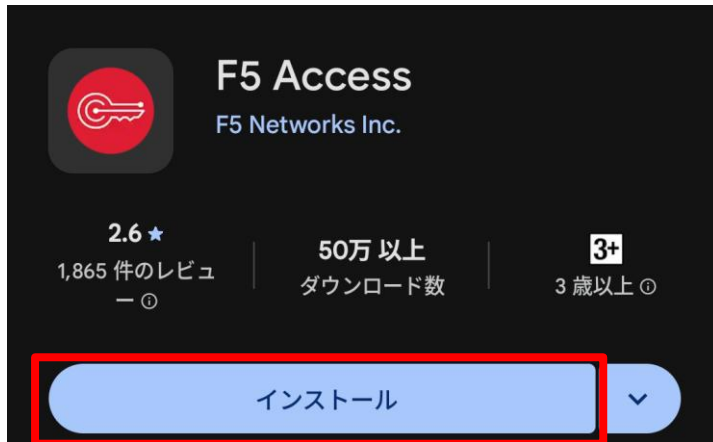 F5 Access
F5 Networks Inc.
2.6 ★
1,865 件のレビュ
ー
50万 以上
ダウンロード数
3+
3 歳以上
インストール